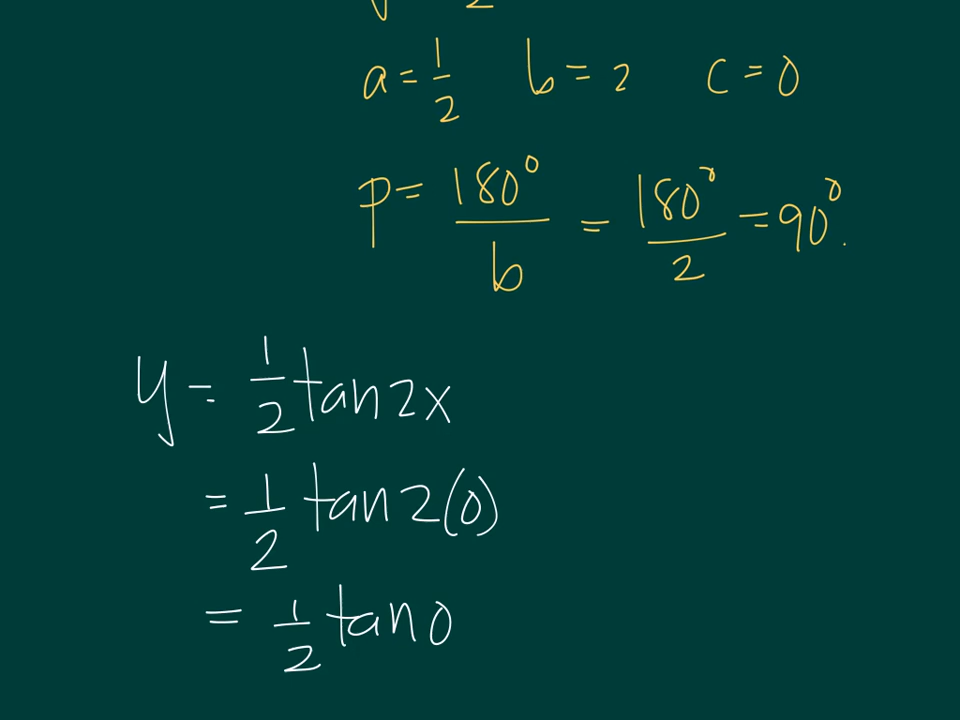 a = 1/2 b = 2 c = 0
P = 180°/b = 180°/2 = 90°.
y = 1/2 tan 2x
= 1/2 tan 2(0)
= 1/2 tan 0